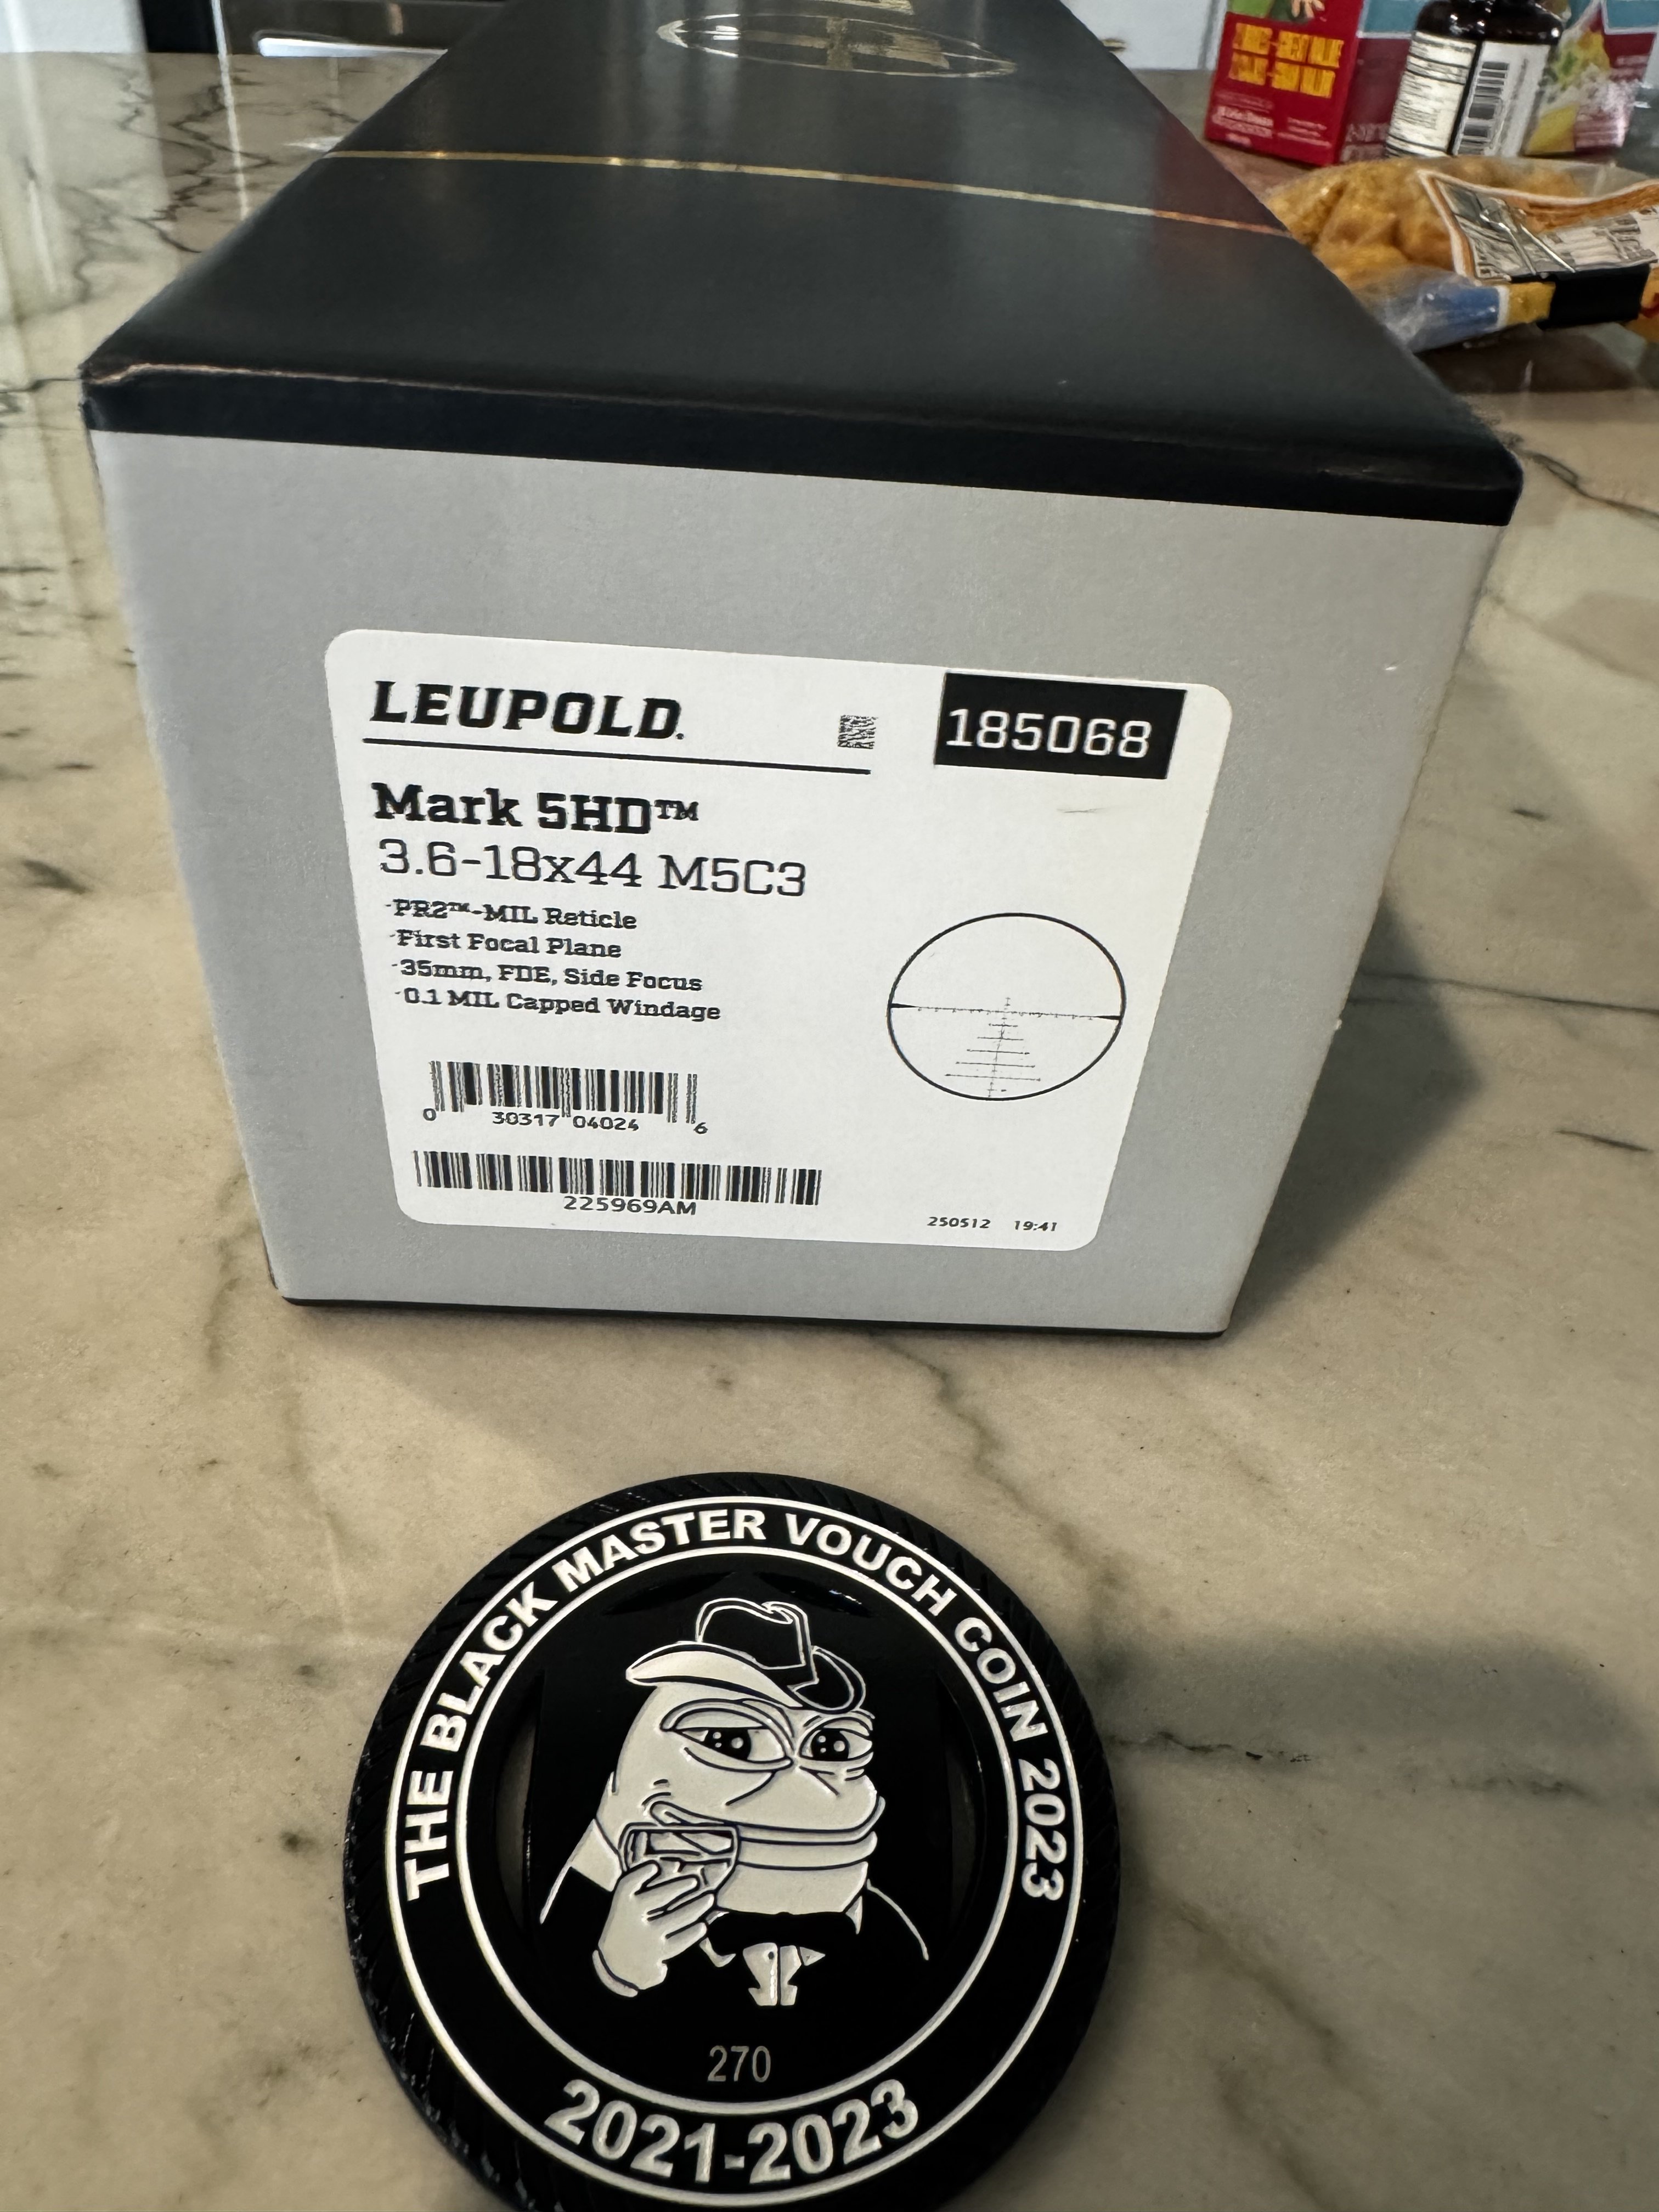 LEUPOLD.
185068
Mark 5HD™
3.6-18x44 M5C3
·PR2™-MIL Reticle
·First Focal Plane
·35mm, FDE, Side Focus
·0.1 MIL Capped Windage
0 30317 04024 6
225969AM
250512 19:41
THE BLACK MASTER VOUCH COIN 2023
270
2021-2023